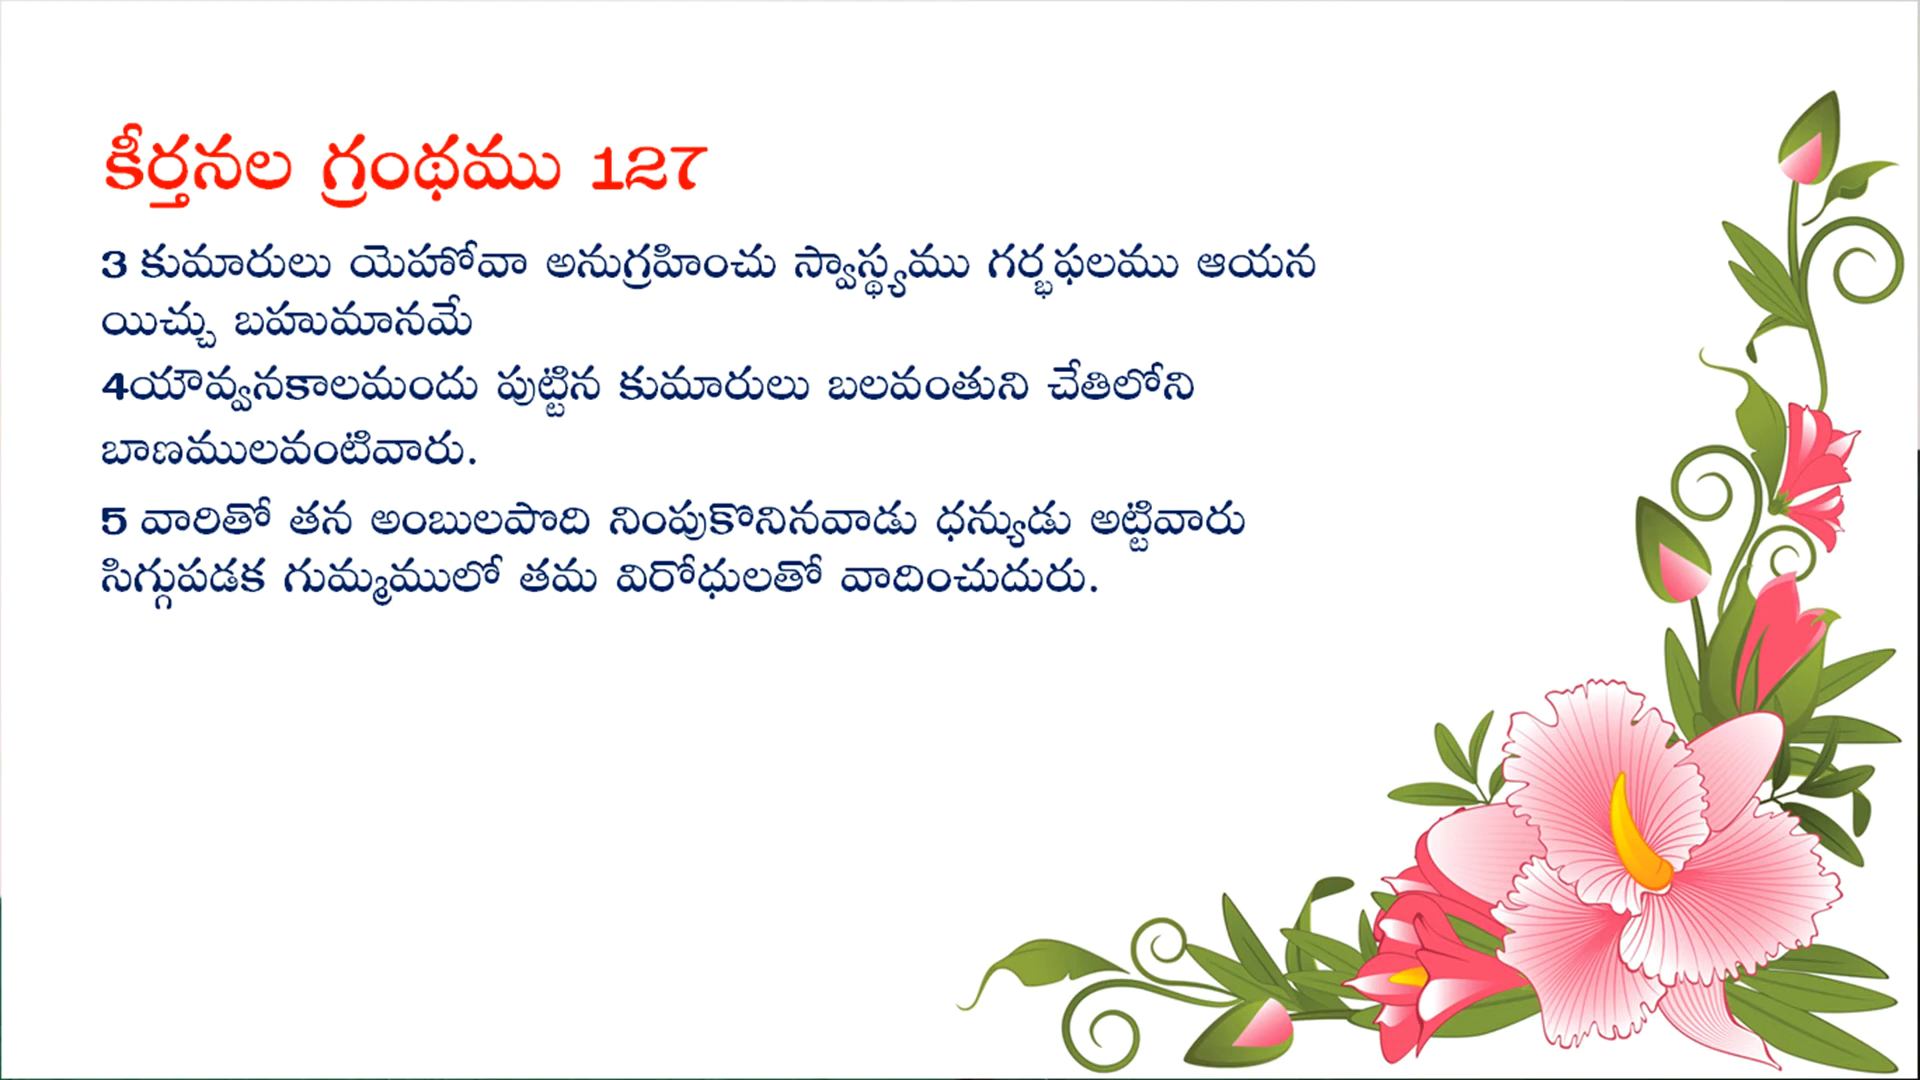 కీర్తనల గ్రంథము 127
3 కుమారులు యెహోవా అనుగ్రహించు స్వాస్థ్యము గర్భఫలము ఆయన
యిచ్చు బహుమానమే
4యౌవ్వనకాలమందు పుట్టిన కుమారులు బలవంతుని చేతిలోని
బాణములవంటివారు.
5 వారితో తన అంబులపొది నింపుకొనినవాడు ధన్యుడు అట్టివారు
సిగ్గుపడక గుమ్మములో తమ విరోధులతో వాదించుదురు.